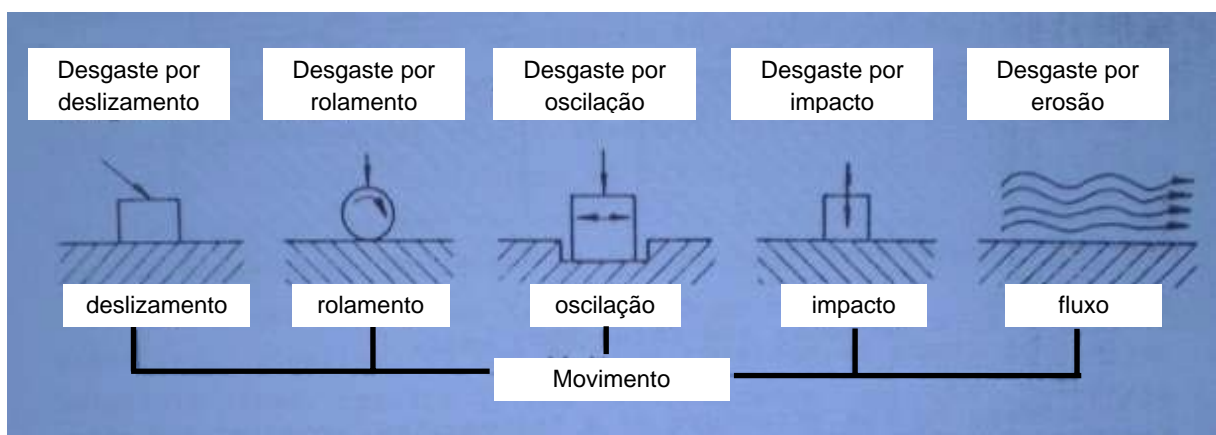 Desgaste por
deslizamento
Desgaste por
rolamento
Desgaste por
oscilação
Desgaste por
impacto
Desgaste por
erosão
deslizamento
rolamento
oscilação
impacto
fluxo
Movimento